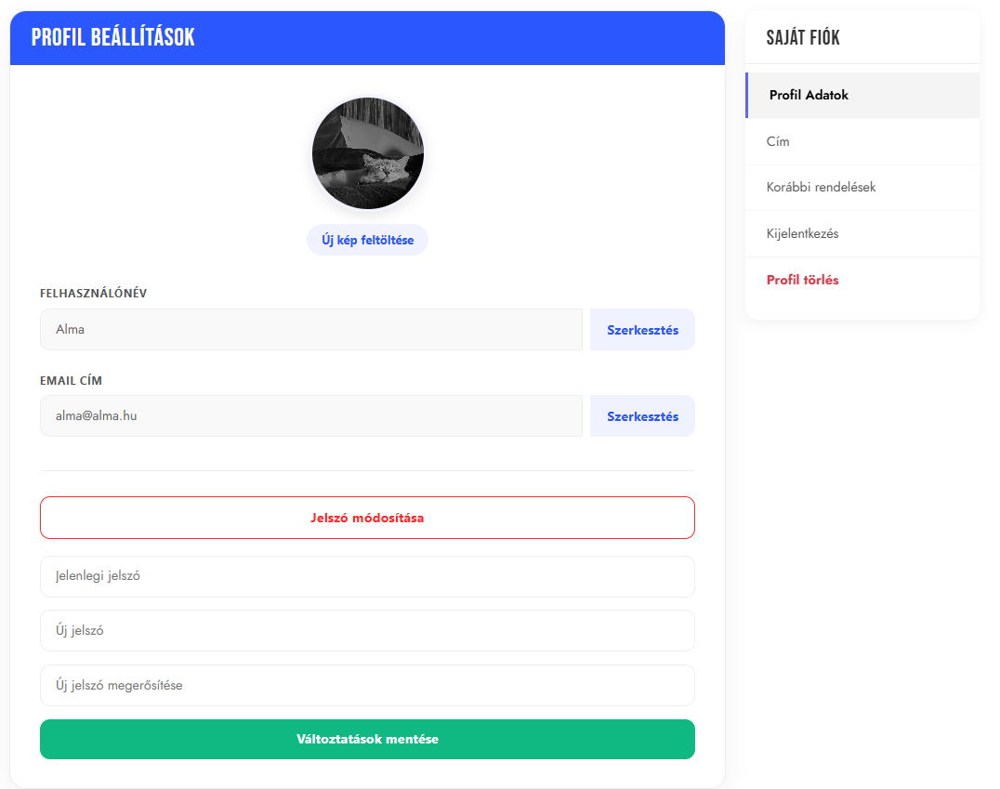 PROFIL BEÁLLÍTÁSOK
Új kép feltöltése
FELHASZNÁLÓNÉV
Alma
Szerkesztés
EMAIL CÍM
alma@alma.hu
Szerkesztés
Jelszó módosítása
Jelenlegi jelszó
Új jelszó
Új jelszó megerősítése
Változtatások mentése
SAJÁT FIÓK
Profil Adatok
Cím
Korábbi rendelések
Kijelentkezés
Profil törlés